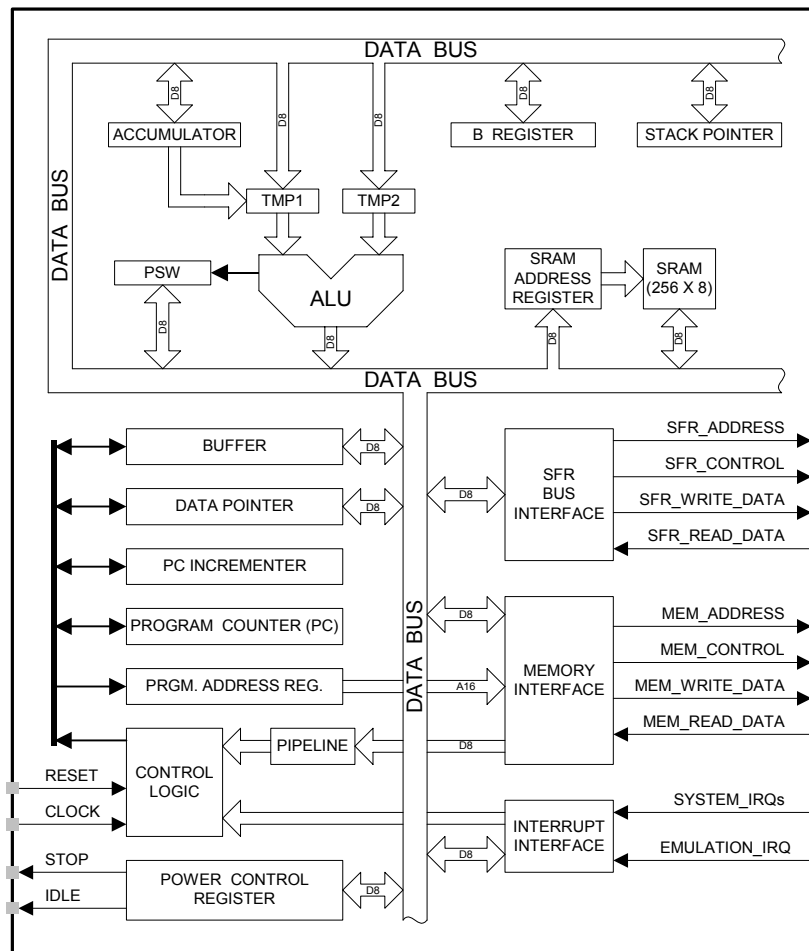 DATA BUS
D8
D8
D8
D8
D8
ACCUMULATOR
B REGISTER
STACK POINTER
DATA BUS
TMP1
TMP2
PSW
ALU
SRAM
ADDRESS
REGISTER
SRAM
(256 X 8)
D8
D8
D8
D8
DATA BUS
BUFFER
D8
DATA POINTER
D8
PC INCREMENTER
PROGRAM COUNTER (PC)
PRGM. ADDRESS REG.
A16
PIPELINE
D8
CONTROL
LOGIC
RESET
CLOCK
STOP
IDLE
POWER CONTROL
REGISTER
D8
DATA BUS
D8
SFR
BUS
INTERFACE
SFR_ADDRESS
SFR_CONTROL
SFR_WRITE_DATA
SFR_READ_DATA
D8
MEMORY
INTERFACE
MEM_ADDRESS
MEM_CONTROL
MEM_WRITE_DATA
MEM_READ_DATA
D8
INTERRUPT
INTERFACE
SYSTEM_IRQs
EMULATION_IRQ